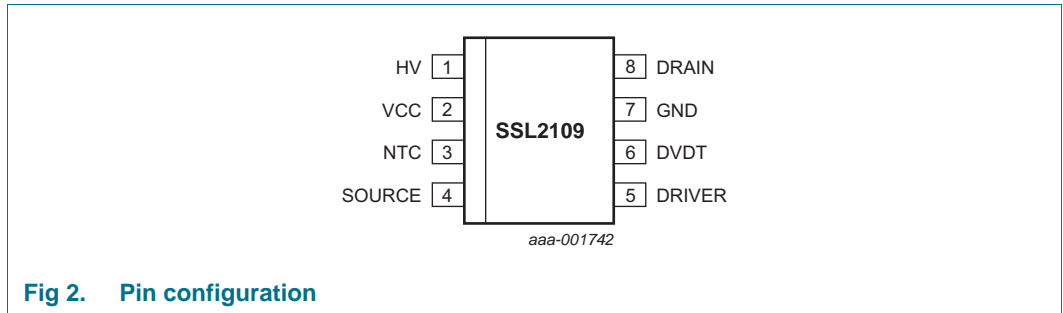 HV 1 8 DRAIN
VCC 2 7 GND
SSL2109
NTC 3 6 DVDT
SOURCE 4 5 DRIVER
aaa-001742
Fig 2. Pin configuration